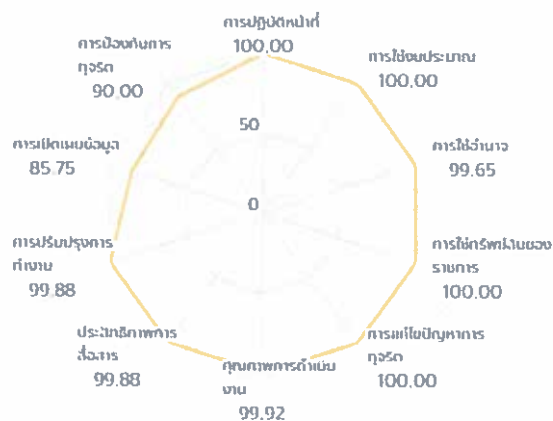 การปฏิบัติหน้าที่
100.00
การใช้งบประมาณ
100.00
การใช้อำนาจ
99.65
การใช้ทรัพย์สินของ
ราชการ
100.00
การแก้ไขปัญหาการ
ทุจริต
100.00
คุณภาพการดำเนิน
งาน
99.92
ประสิทธิภาพการ
สื่อสาร
99.88
การปรับปรุงการ
ทำงาน
99.88
การเปิดเผยข้อมูล
85.75
การป้องกันการ
ทุจริต
90.00
50
0